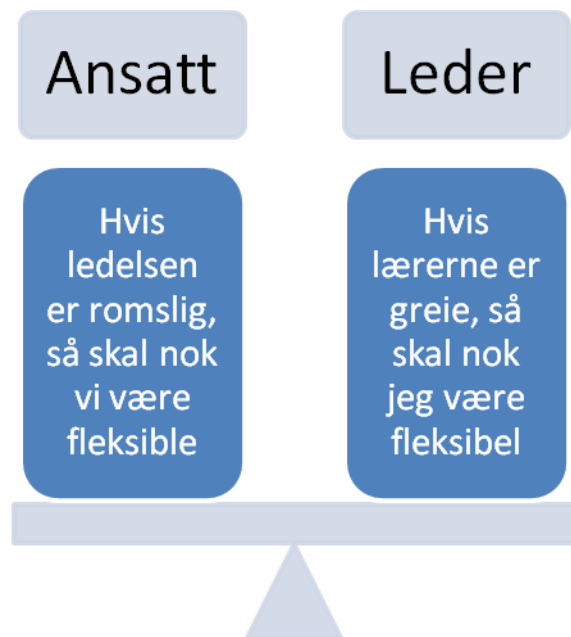 Ansatt
Leder
Hvis
ledelsen
er romslig,
så skal nok
vi være
fleksible
Hvis
lærerne er
greie, så
skal nok
jeg være
fleksibel